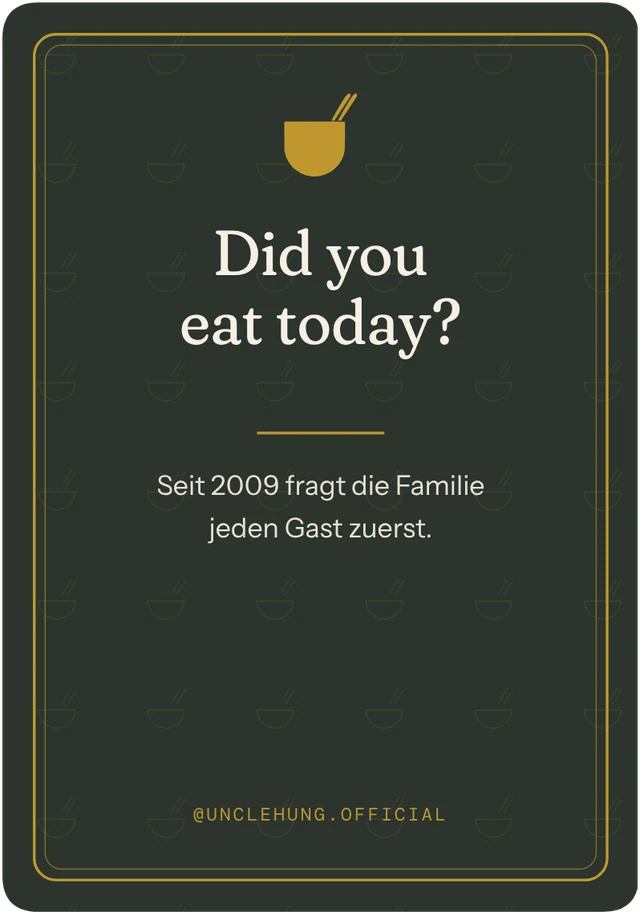 Did you
eat today?
Seit 2009 fragt die Familie
jeden Gast zuerst.
@UNCLEHUNG.OFFICIAL